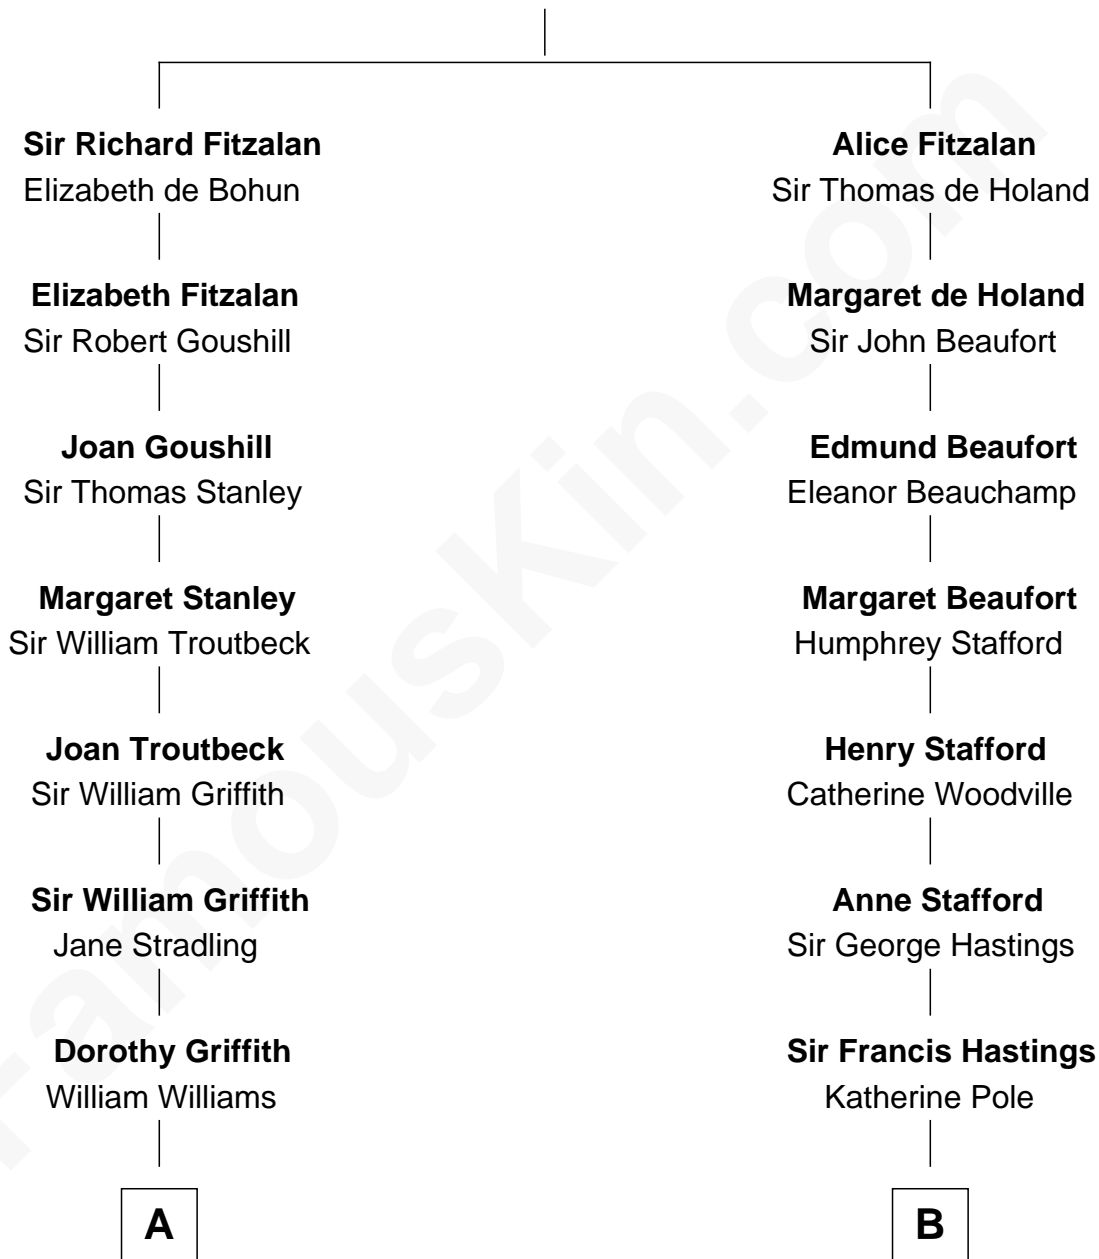 Sir Richard Fitzalan
Elizabeth de Bohun
Elizabeth Fitzalan
Sir Robert Goushill
Joan Goushill
Sir Thomas Stanley
Margaret Stanley
Sir William Troutbeck
Joan Troutbeck
Sir William Griffith
Sir William Griffith
Jane Stradling
Dorothy Griffith
William Williams
A
Alice Fitzalan
Sir Thomas de Holand
Margaret de Holand
Sir John Beaufort
Edmund Beaufort
Eleanor Beauchamp
Margaret Beaufort
Humphrey Stafford
Henry Stafford
Catherine Woodville
Anne Stafford
Sir George Hastings
Sir Francis Hastings
Katherine Pole
B
FamousKin.com